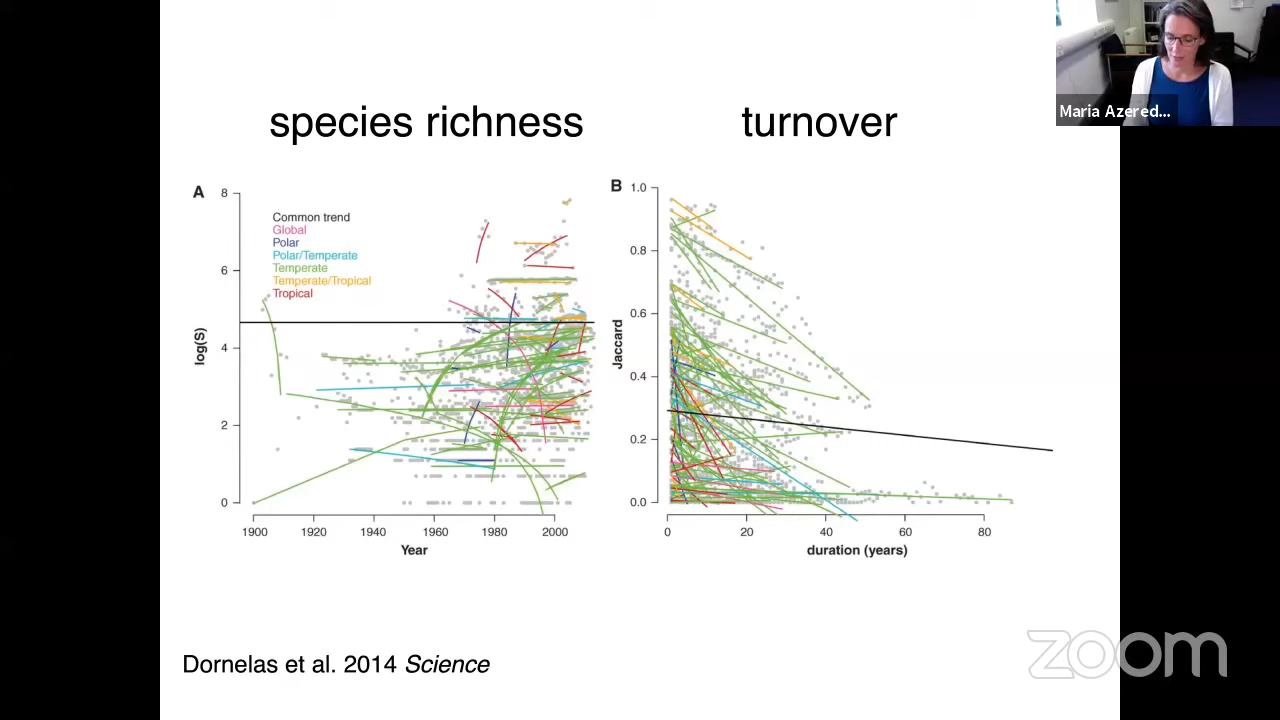 Maria Azered...
species richness
turnover
A
8
6
4
2
0
log(S)
Common trend
Global
Polar
Polar/Temperate
Temperate
Temperate/Tropical
Tropical
1900 1920 1940 1960 1980 2000
Year
B
1.0
0.8
0.6
0.4
0.2
0.0
Jaccard
0 20 40 60 80
duration (years)
Dornelas et al. 2014 Science
zoom